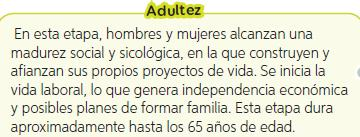 Adultez
En esta etapa, hombres y mujeres alcanzan una
madurez social y sicológica, en la que construyen y
afianzan sus propios proyectos de vida. Se inicia la
vida laboral, lo que genera independencia económica
y posibles planes de formar familia. Esta etapa dura
aproximadamente hasta los 65 años de edad.